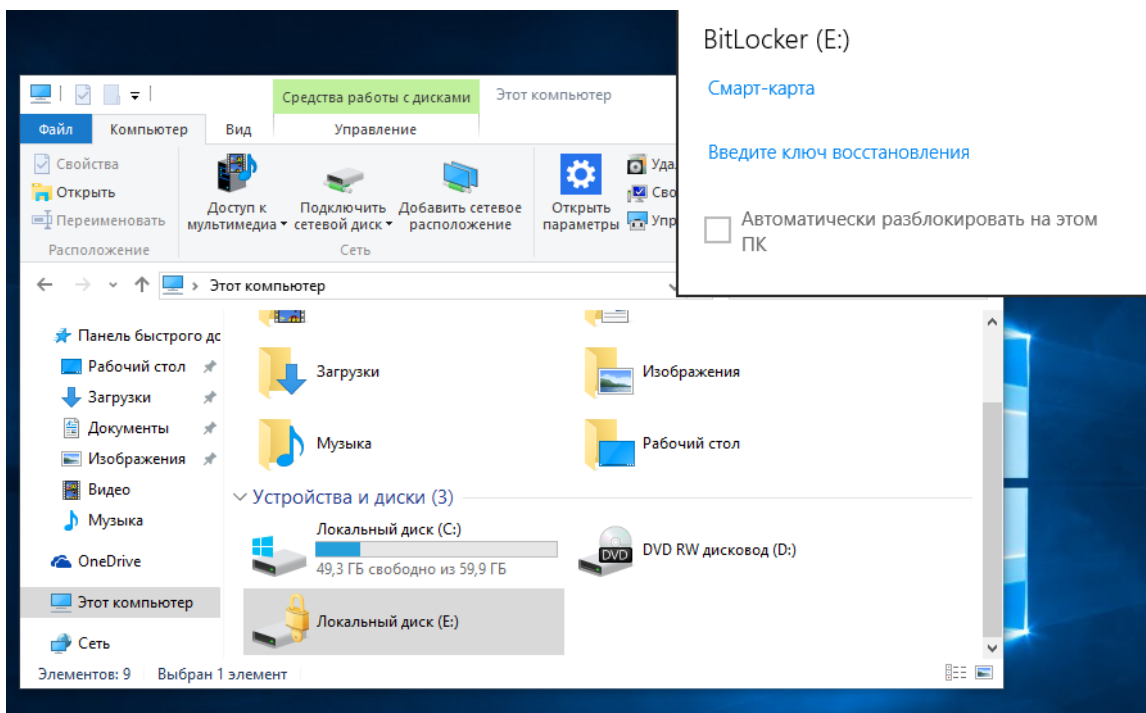 BitLocker (E:)
Смарт-карта
Введите ключ восстановления
Автоматически разблокировать на этом
ПК
Средства работы с дисками
Этот компьютер
Файл
Компьютер
Вид
Управление
Свойства
Открыть
Переименовать
Расположение
Доступ к
мультимедиа
Подключить
сетевой диск
Добавить сетевое
расположение
Сеть
Открыть
параметры
Этот компьютер
Панель быстрого
Рабочий стол
Загрузки
Документы
Изображения
Видео
Музыка
OneDrive
Этот компьютер
Сеть
Загрузки
Изображения
Музыка
Рабочий стол
Устройства и диски (3)
Локальный диск (C:)
49,3 ГБ свободно из 59,9 ГБ
DVD
DVD RW дисковод (D:)
Локальный диск (E:)
Элементов: 9
Выбран 1 элемент